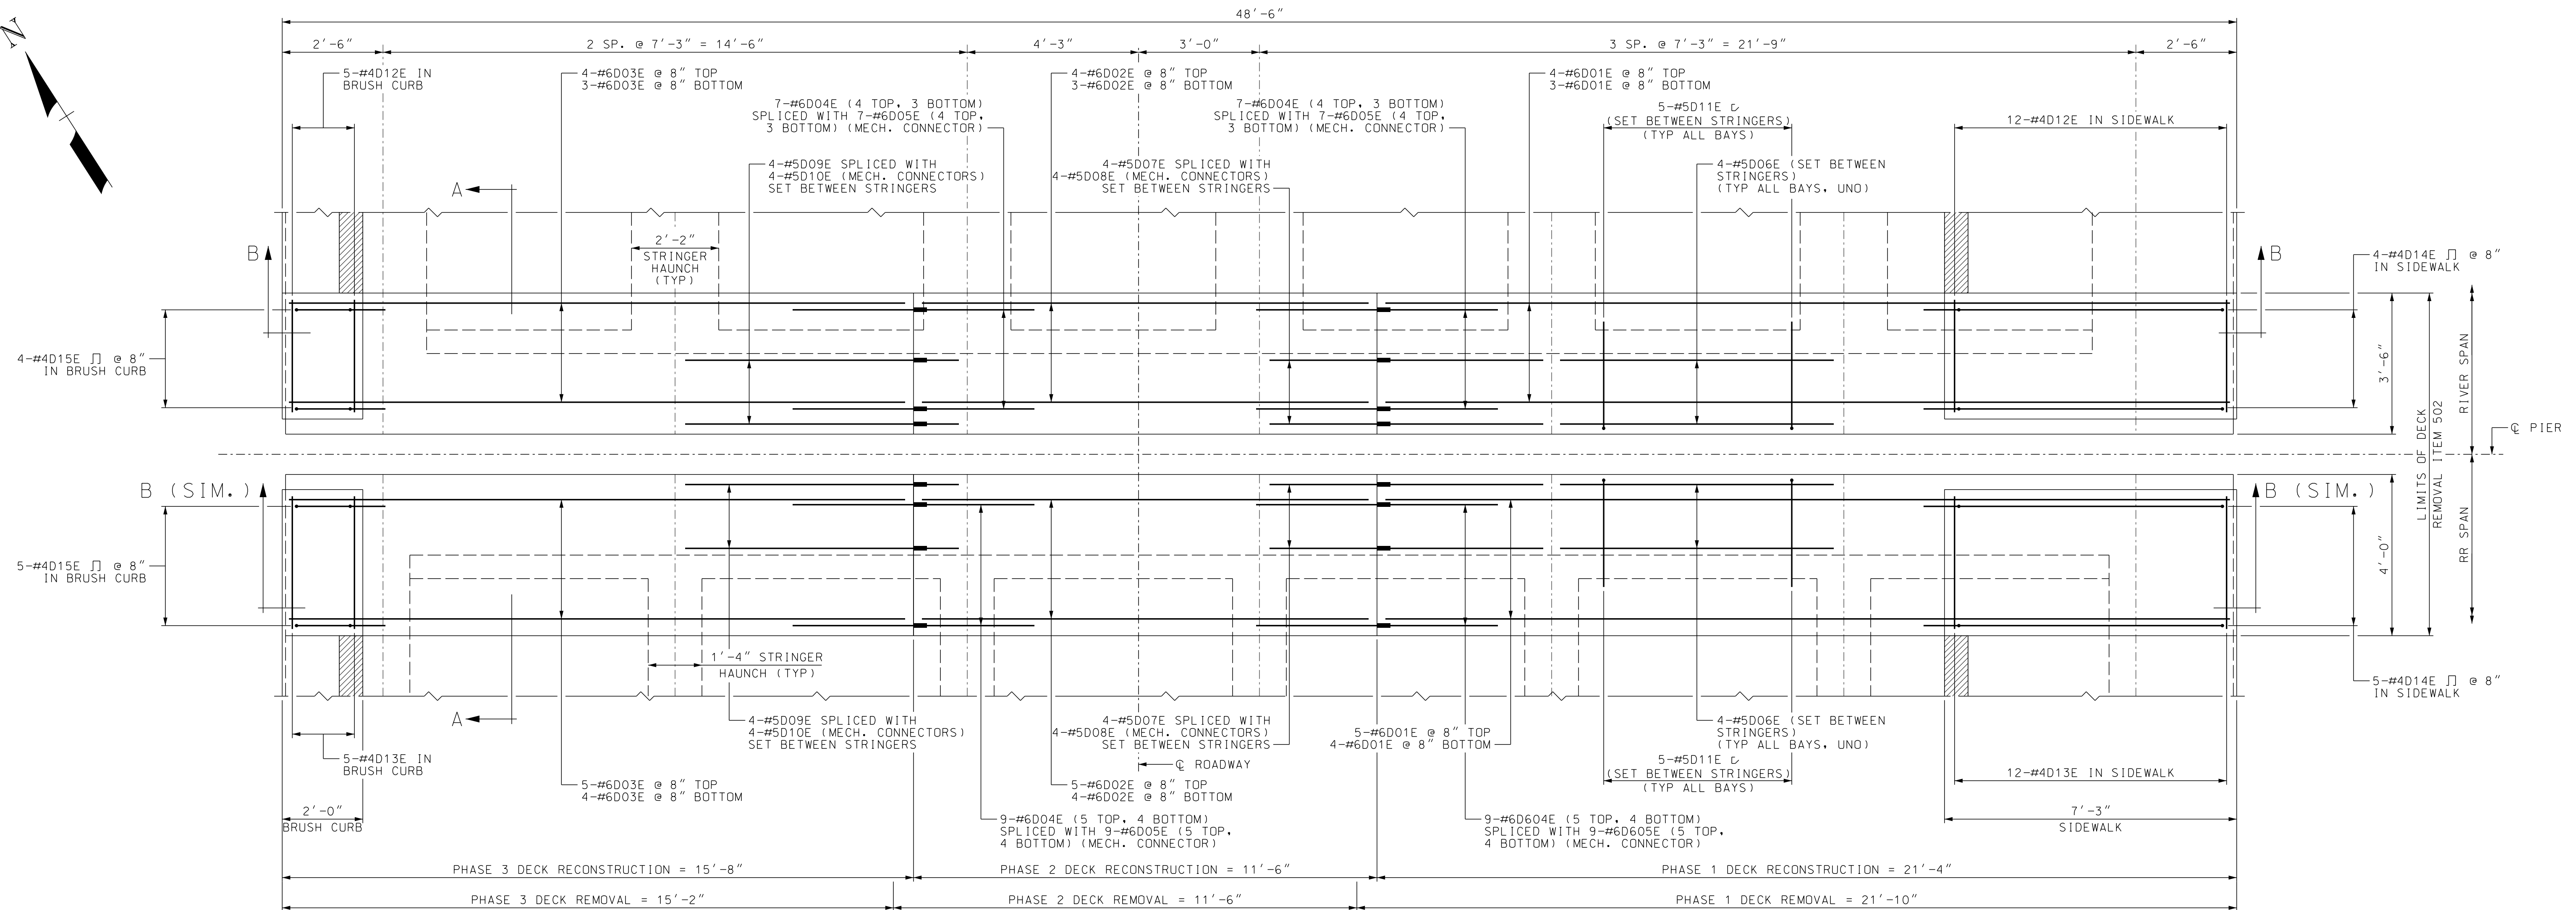 N
48'-6"
2'-6"
2 SP. @ 7'-3" = 14'-6"
4'-3"
3'-0"
3 SP. @ 7'-3" = 21'-9"
2'-6"
5-#4D12E IN
BRUSH CURB
4-#6D03E @ 8" TOP
3-#6D03E @ 8" BOTTOM
4-#6D02E @ 8" TOP
3-#6D02E @ 8" BOTTOM
4-#6D01E @ 8" TOP
3-#6D01E @ 8" BOTTOM
7-#6D04E (4 TOP, 3 BOTTOM)
SPLICED WITH 7-#6D05E (4 TOP,
3 BOTTOM) (MECH. CONNECTOR)
7-#6D04E (4 TOP, 3 BOTTOM)
SPLICED WITH 7-#6D05E (4 TOP,
3 BOTTOM) (MECH. CONNECTOR)
5-#5D11E
(SET BETWEEN STRINGERS)
(TYP ALL BAYS)
12-#4D12E IN SIDEWALK
4-#5D09E SPLICED WITH
4-#5D10E (MECH. CONNECTORS)
SET BETWEEN STRINGERS
4-#5D07E SPLICED WITH
4-#5D08E (MECH. CONNECTORS)
SET BETWEEN STRINGERS
4-#5D06E (SET BETWEEN
STRINGERS)
(TYP ALL BAYS, UNO)
A
B
2'-2"
STRINGER
HAUNCH
(TYP)
B
4-#4D14E @ 8"
IN SIDEWALK
4-#4D15E @ 8"
IN BRUSH CURB
3'-6"
RIVER SPAN
LIMITS OF DECK
REMOVAL ITEM 502
℄ PIER
B (SIM.)
B (SIM.)
RR SPAN
4'-0"
5-#4D15E @ 8"
IN BRUSH CURB
1'-4" STRINGER
HAUNCH (TYP)
5-#4D14E @ 8"
IN SIDEWALK
A
4-#5D09E SPLICED WITH
4-#5D10E (MECH. CONNECTORS)
SET BETWEEN STRINGERS
4-#5D07E SPLICED WITH
4-#5D08E (MECH. CONNECTORS)
SET BETWEEN STRINGERS
5-#6D01E @ 8" TOP
4-#6D01E @ 8" BOTTOM
4-#5D06E (SET BETWEEN
STRINGERS)
(TYP ALL BAYS, UNO)
5-#4D13E IN
BRUSH CURB
℄ ROADWAY
5-#5D11E
(SET BETWEEN STRINGERS)
(TYP ALL BAYS)
12-#4D13E IN SIDEWALK
5-#6D03E @ 8" TOP
4-#6D03E @ 8" BOTTOM
5-#6D02E @ 8" TOP
4-#6D02E @ 8" BOTTOM
2'-0"
BRUSH CURB
9-#6D04E (5 TOP, 4 BOTTOM)
SPLICED WITH 9-#6D05E (5 TOP,
4 BOTTOM) (MECH. CONNECTOR)
9-#6D604E (5 TOP, 4 BOTTOM)
SPLICED WITH 9-#6D605E (5 TOP,
4 BOTTOM) (MECH. CONNECTOR)
7'-3"
SIDEWALK
PHASE 3 DECK RECONSTRUCTION = 15'-8"
PHASE 2 DECK RECONSTRUCTION = 11'-6"
PHASE 1 DECK RECONSTRUCTION = 21'-4"
PHASE 3 DECK REMOVAL = 15'-2"
PHASE 2 DECK REMOVAL = 11'-6"
PHASE 1 DECK REMOVAL = 21'-10"